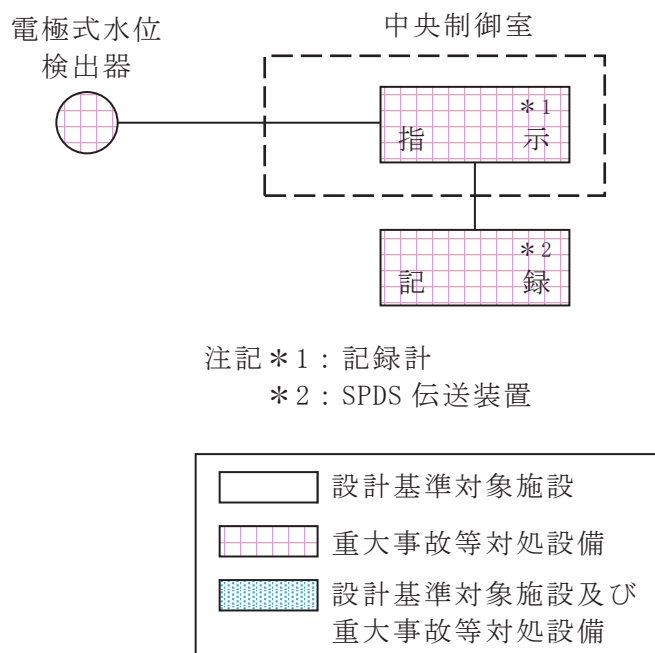 電極式水位
検出器
中央制御室
*1
指 示
*2
記 録
注記*1:記録計
*2:SPDS 伝送装置
設計基準対象施設
重大事故等対処設備
設計基準対象施設及び
重大事故等対処設備